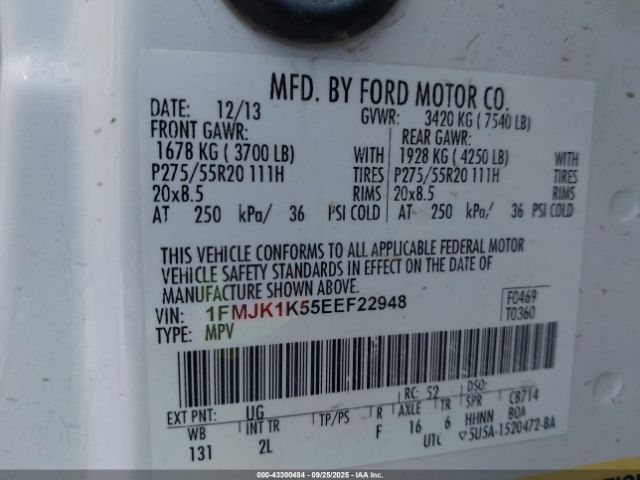 MFD. BY FORD MOTOR CO.
DATE: 12/13 GVWR: 3420 KG ( 7540 LB)
FRONT GAWR: REAR GAWR:
1678 KG ( 3700 LB) WITH 1928 KG ( 4250 LB) WITH
P275/55R20 111H TIRES P275/55R20 111H TIRES
20x8.5 RIMS 20x8.5 RIMS
AT 250 kPa/ 36 PSI COLD AT 250 kPa/ 36 PSI COLD
THIS VEHICLE CONFORMS TO ALL APPLICABLE FEDERAL MOTOR
VEHICLE SAFETY STANDARDS IN EFFECT ON THE DATE OF
MANUFACTURE SHOWN ABOVE.
VIN: 1FMJK1K55EEF22948 F0469
TYPE: MPV T0360
RC: 52 DSO:
EXT PNT: UG
WB INT TR TP/PS R AXLE TR SPR CB714
131 2L F 16 6 HHNN BOA
UTC 5U5A-1520472-BA
000-43300484 - 09/25/2025 - IAA HOLDINGS, LLC